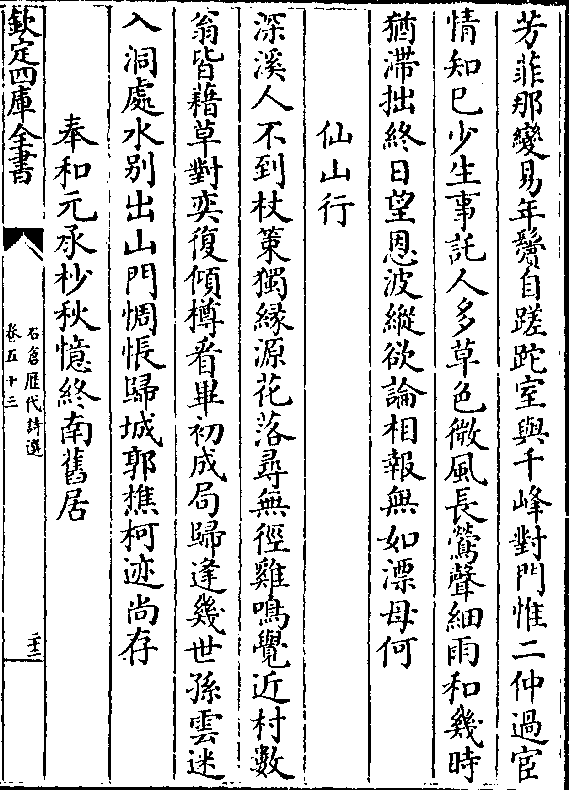 芳菲那變易年鬢自蹉跎室與千峰對門惟二仲過宦
情知已少生事託人多草色微風長鶯聲細雨和幾時
猶滯拙終日望恩波縱欲論相報無如漂母何
仙山行
深溪人不到杖策獨緣源花落尋無徑雞鳴覺近村數
翁皆藉草對奕復傾樽看畢初成局歸逢幾世孫雲迷
入洞處水别出山門惆悵歸城郭樵柯迹尚存
奉和元承杪秋憶終南舊居
欽定四庫全書
石倉歷代詩選
卷五十三
二十三